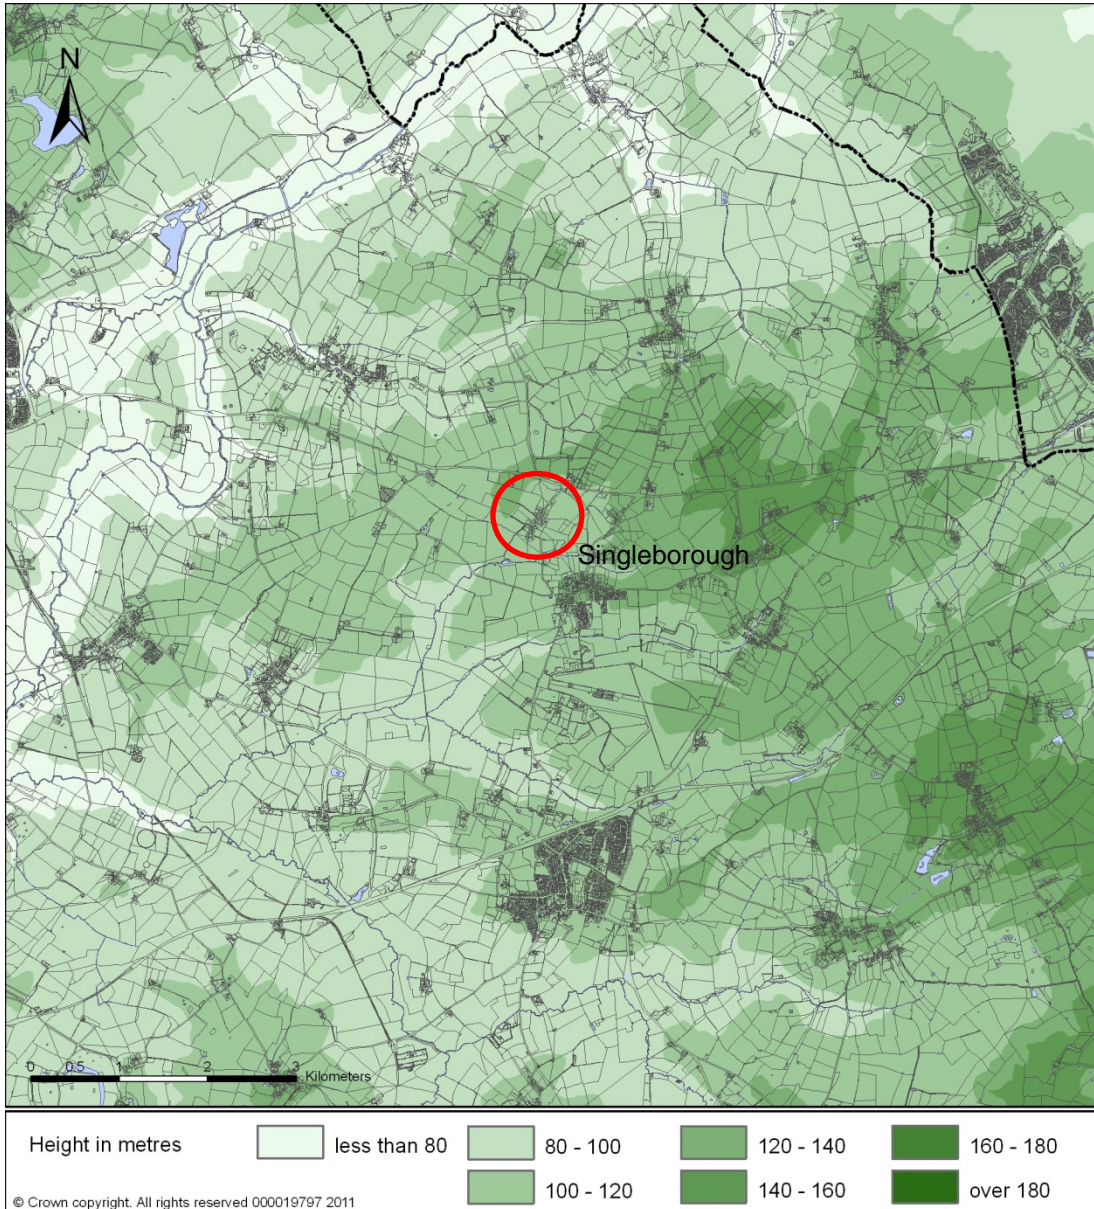 N
Singleborough
0 0.5 1 2 3
Kilometers
Height in metres
less than 80
80 - 100
120 - 140
160 - 180
100 - 120
140 - 160
over 180
© Crown copyright. All rights reserved 000019797 2011